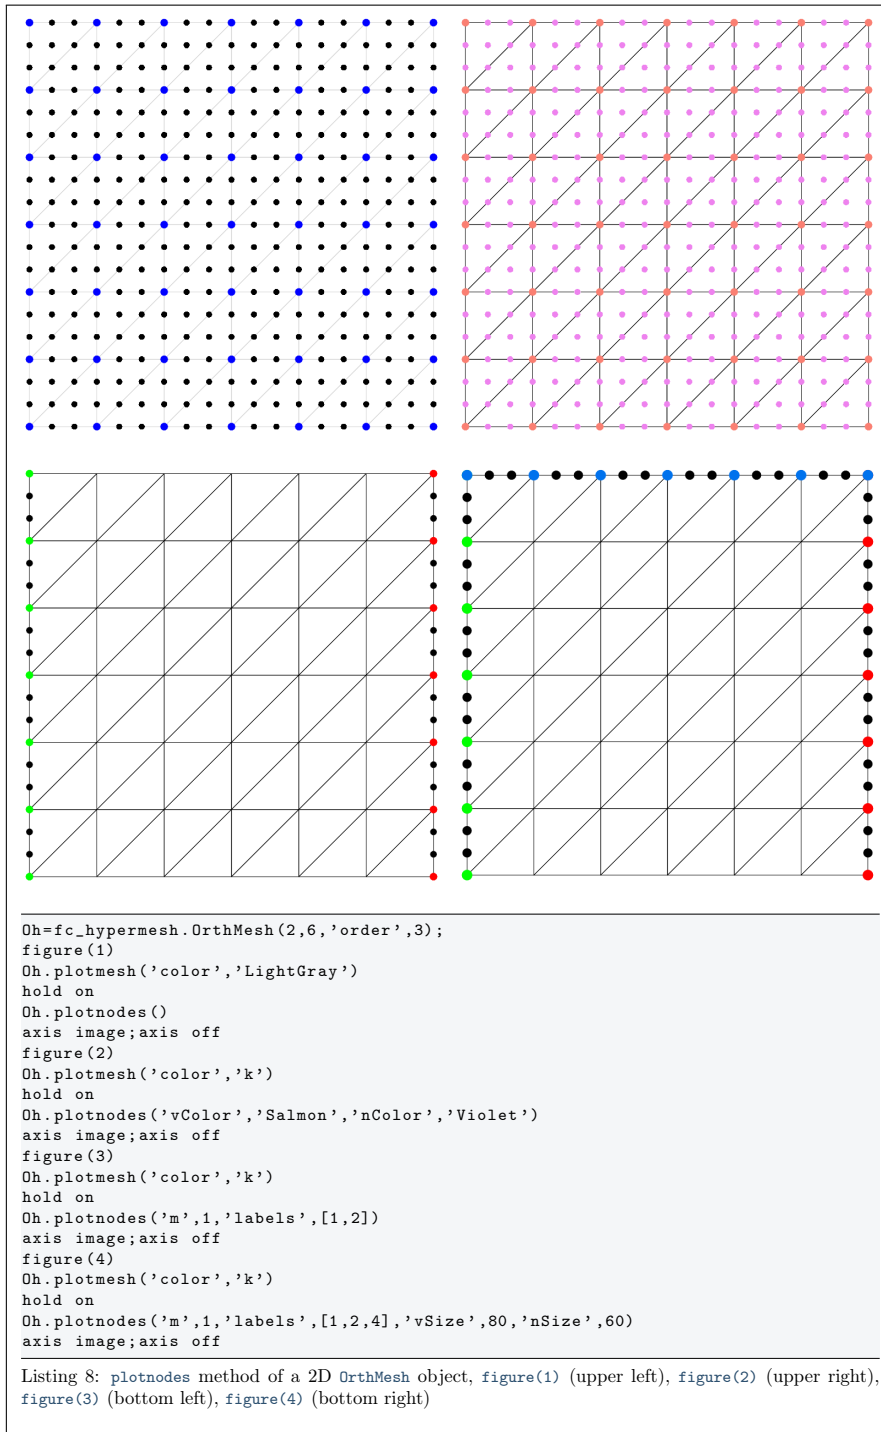 Oh=fc_hypermesh.OrthMesh(2,6,'order',3);
figure(1)
Oh.plotmesh('color','LightGray')
hold on
Oh.plotnodes()
axis image;axis off
figure(2)
Oh.plotmesh('color','k')
hold on
Oh.plotnodes('vColor','Salmon','nColor','Violet')
axis image;axis off
figure(3)
Oh.plotmesh('color','k')
hold on
Oh.plotnodes('m',1,'labels',[1,2])
axis image;axis off
figure(4)
Oh.plotmesh('color','k')
hold on
Oh.plotnodes('m',1,'labels',[1,2,4],'vSize',80,'nSize',60)
axis image;axis off
Listing 8: plotnodes method of a 2D OrthMesh object, figure(1) (upper left), figure(2) (upper right),
figure(3) (bottom left), figure(4) (bottom right)